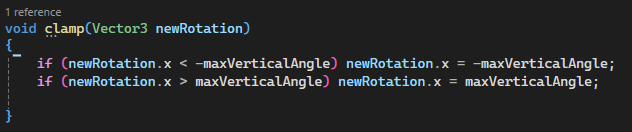 1 reference
void clamp(Vector3 newRotation)
{
if (newRotation.x < -maxVerticalAngle) newRotation.x = -maxVerticalAngle;
if (newRotation.x > maxVerticalAngle) newRotation.x = maxVerticalAngle;
}